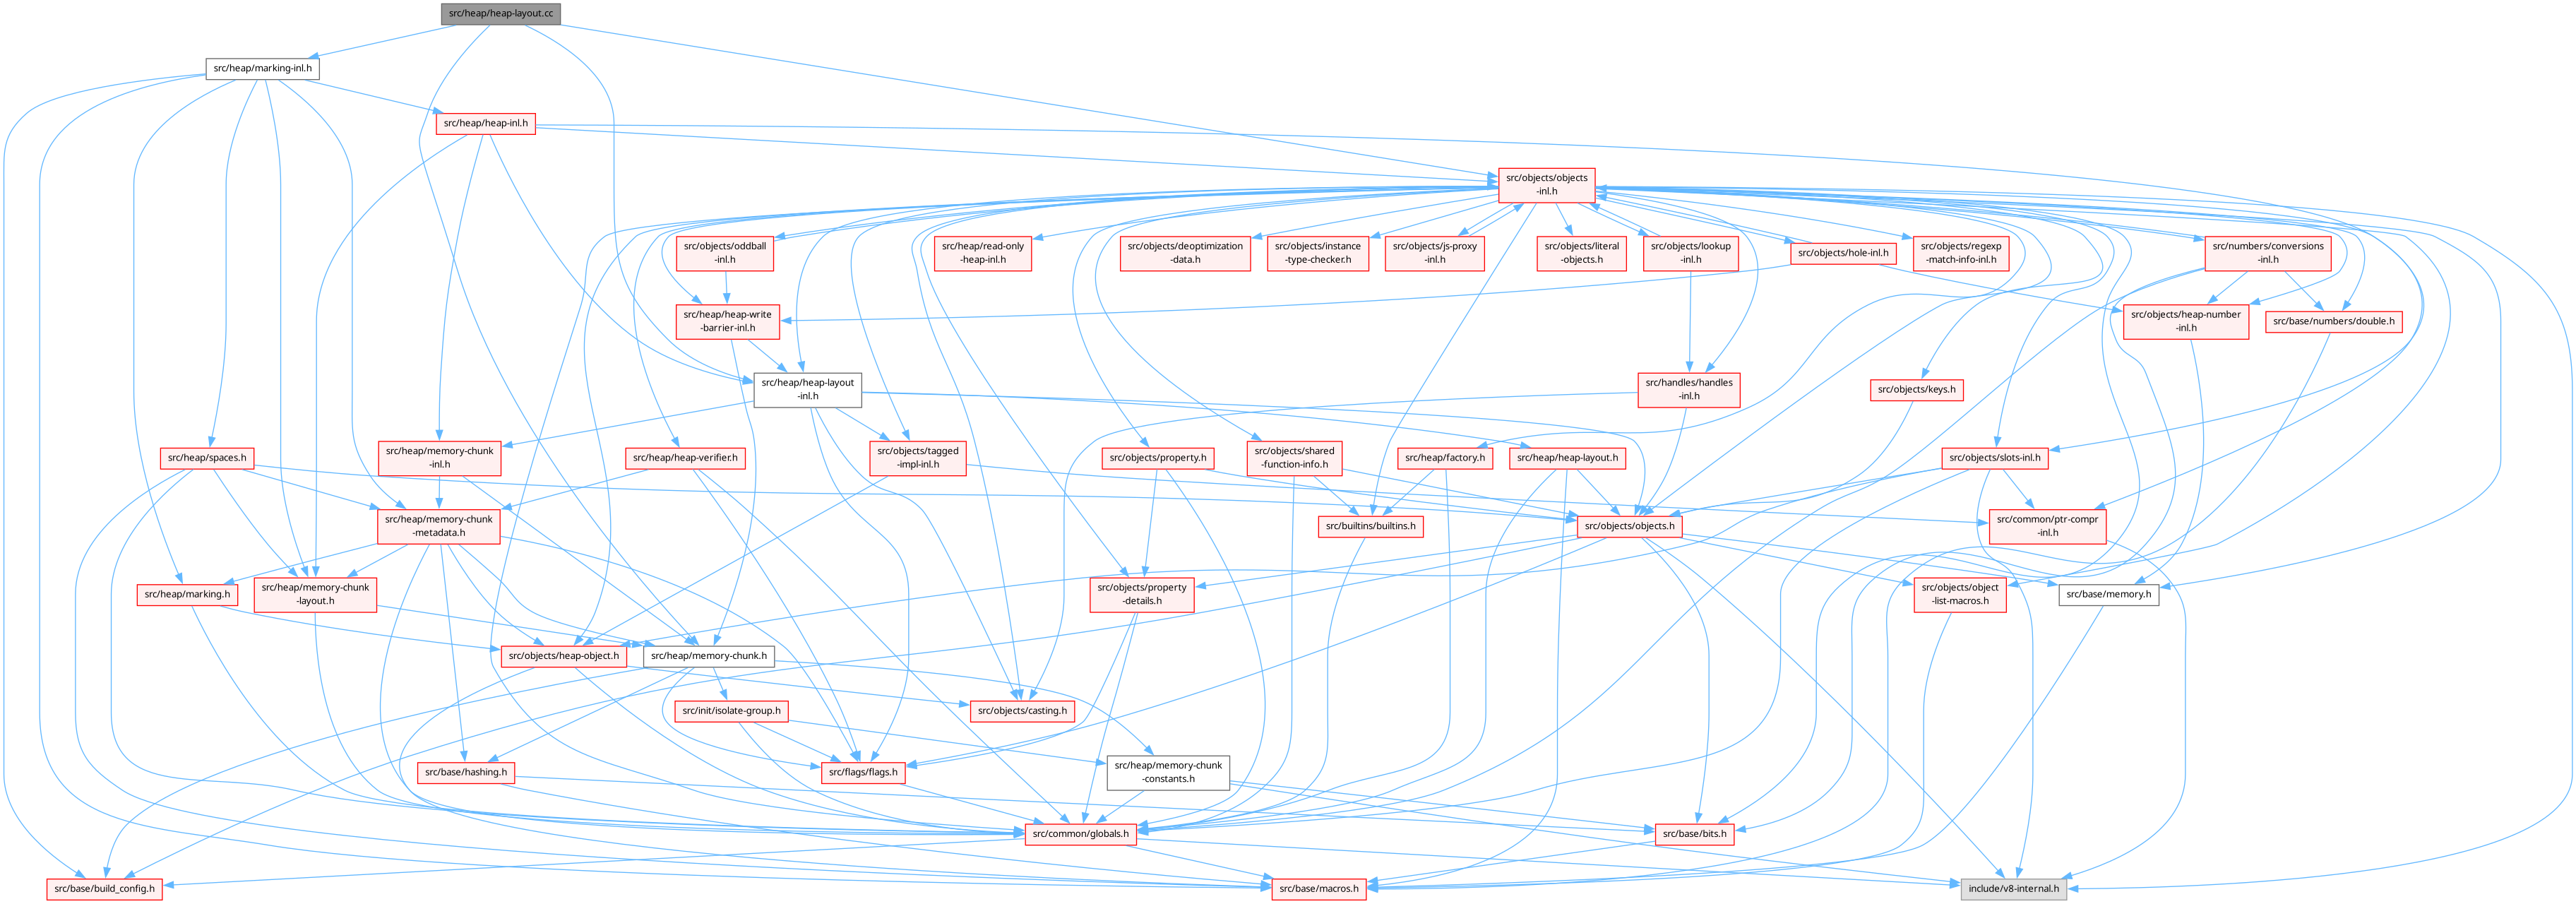 src/heap/heap-layout.cc
src/heap/marking-inl.h
src/heap/heap-inl.h
src/objects/objects
-inl.h
src/objects/oddball
-inl.h
src/heap/read-only
-heap-inl.h
src/objects/deoptimization
-data.h
src/objects/instance
-type-checker.h
src/objects/js-proxy
-inl.h
src/objects/literal
-objects.h
src/objects/lookup
-inl.h
src/objects/hole-inl.h
src/objects/regexp
-match-info-inl.h
src/numbers/conversions
-inl.h
src/heap/heap-write
-barrier-inl.h
src/objects/heap-number
-inl.h
src/base/numbers/double.h
src/heap/heap-layout
-inl.h
src/handles/handles
-inl.h
src/objects/keys.h
src/heap/spaces.h
src/heap/memory-chunk
-inl.h
src/heap/heap-verifier.h
src/objects/tagged
-impl-inl.h
src/objects/property.h
src/objects/shared
-function-info.h
src/heap/factory.h
src/heap/heap-layout.h
src/objects/slots-inl.h
src/heap/memory-chunk
-metadata.h
src/builtins/builtins.h
src/objects/objects.h
src/common/ptr-compr
-inl.h
src/heap/marking.h
src/heap/memory-chunk
-layout.h
src/objects/property
-details.h
src/objects/object
-list-macros.h
src/base/memory.h
src/objects/heap-object.h
src/heap/memory-chunk.h
src/init/isolate-group.h
src/objects/casting.h
src/base/hashing.h
src/flags/flags.h
src/heap/memory-chunk
-constants.h
src/common/globals.h
src/base/bits.h
src/base/build_config.h
src/base/macros.h
include/v8-internal.h